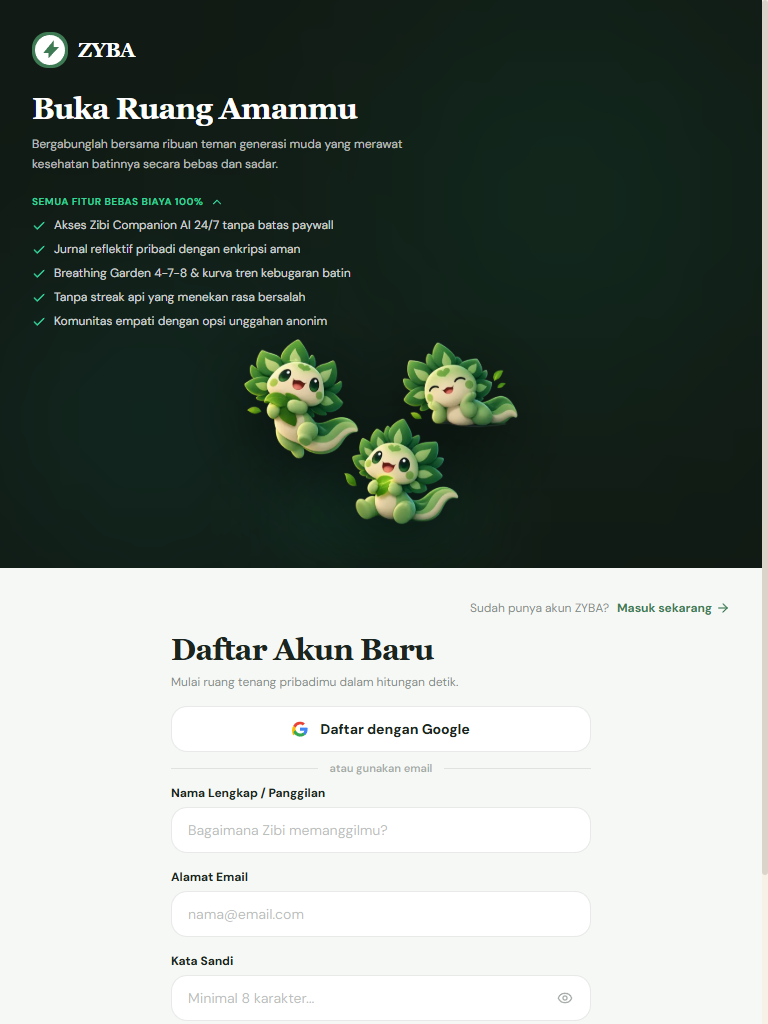 ZYBA
Buka Ruang Amanmu
Bergabunglah bersama ribuan teman generasi muda yang merawat
kesehatan batinnya secara bebas dan sadar.
SEMUA FITUR BEBAS BIAYA 100%
Akses Zibi Companion AI 24/7 tanpa batas paywall
Jurnal reflektif pribadi dengan enkripsi aman
Breathing Garden 4-7-8 & kurva tren kebugaran batin
Tanpa streak api yang menekan rasa bersalah
Komunitas empati dengan opsi unggahan anonim
Sudah punya akun ZYBA? Masuk sekarang →
Daftar Akun Baru
Mulai ruang tenang pribadimu dalam hitungan detik.
Daftar dengan Google
atau gunakan email
Nama Lengkap / Panggilan
Bagaimana Zibi memanggilmu?
Alamat Email
nama@email.com
Kata Sandi
Minimal 8 karakter...